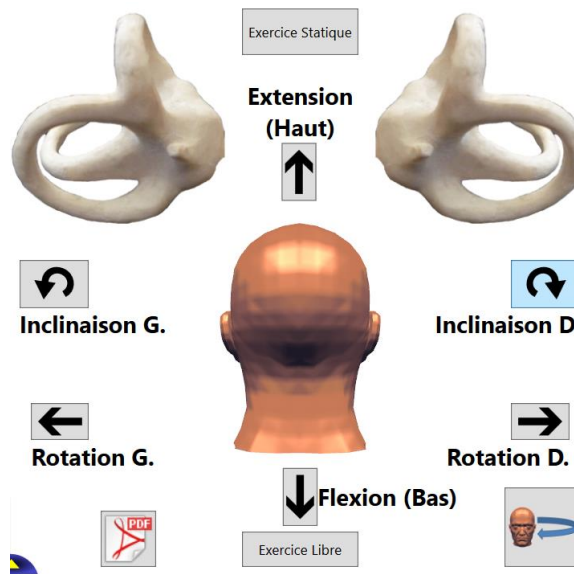 Exercice Statique
Extension
(Haut)
Inclinaison G.
Inclinaison D
Rotation G.
Rotation D.
Flexion (Bas)
PDF
Exercice Libre